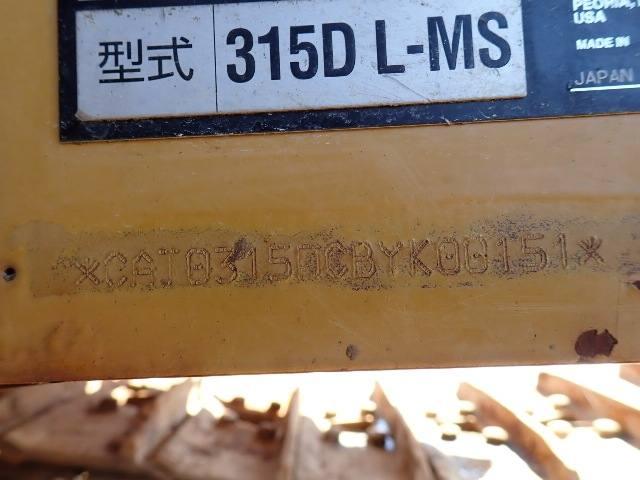 型式 315D L-MS
PEORIA,
USA
MADE IN
JAPAN
*CAT0315DCBYK00151*